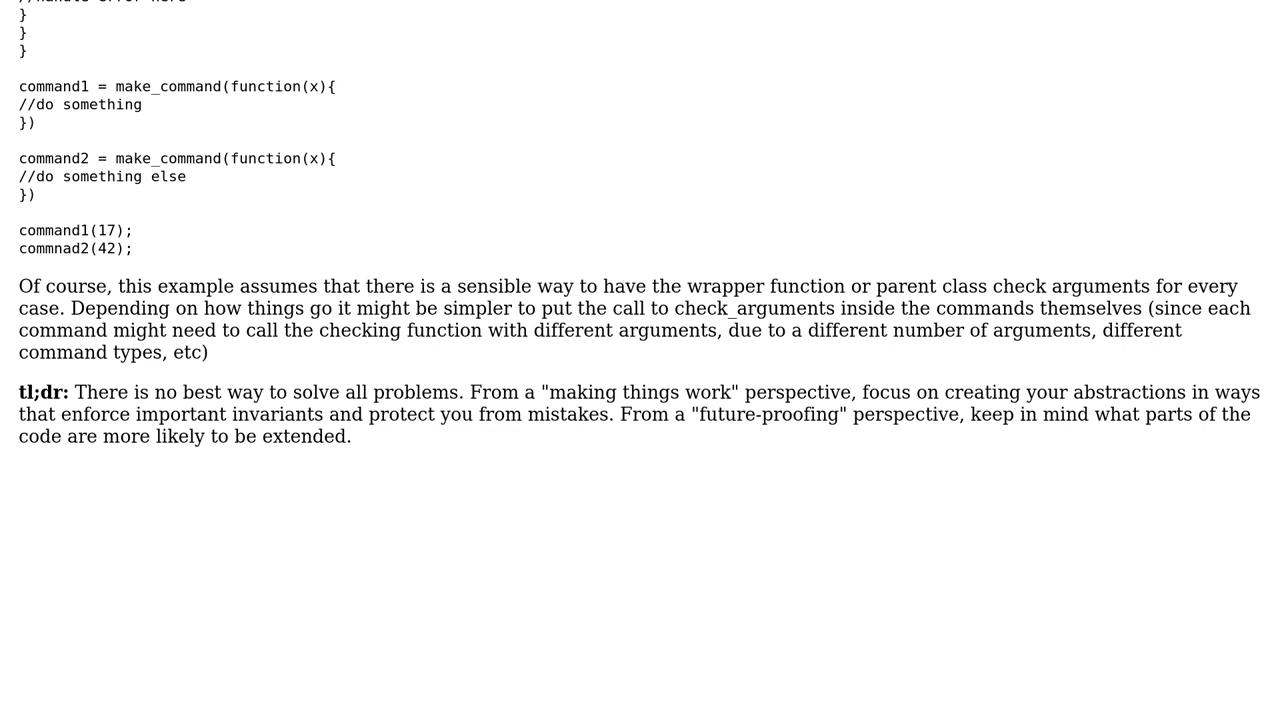 }
}
}
command1 = make_command(function(x){
//do something
})
command2 = make_command(function(x){
//do something else
})
command1(17);
commnad2(42);
Of course, this example assumes that there is a sensible way to have the wrapper function or parent class check arguments for every
case. Depending on how things go it might be simpler to put the call to check_arguments inside the commands themselves (since each
command might need to call the checking function with different arguments, due to a different number of arguments, different
command types, etc)
tl;dr: There is no best way to solve all problems. From a "making things work" perspective, focus on creating your abstractions in ways
that enforce important invariants and protect you from mistakes. From a "future-proofing" perspective, keep in mind what parts of the
code are more likely to be extended.